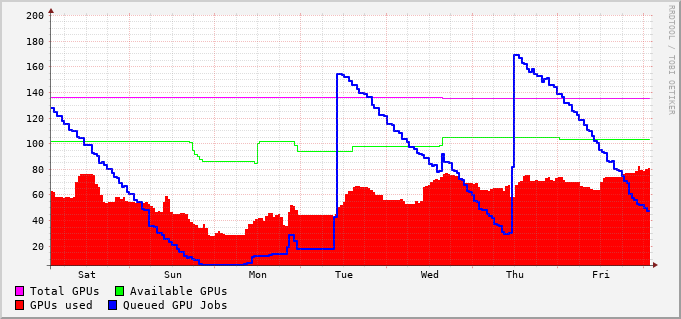 200
180
160
140
120
100
80
60
40
20
Sat Sun Mon Tue Wed Thu Fri
Total GPUs Available GPUs
GPUs used Queued GPU Jobs
RRDTOOL / TOBI OETIKER